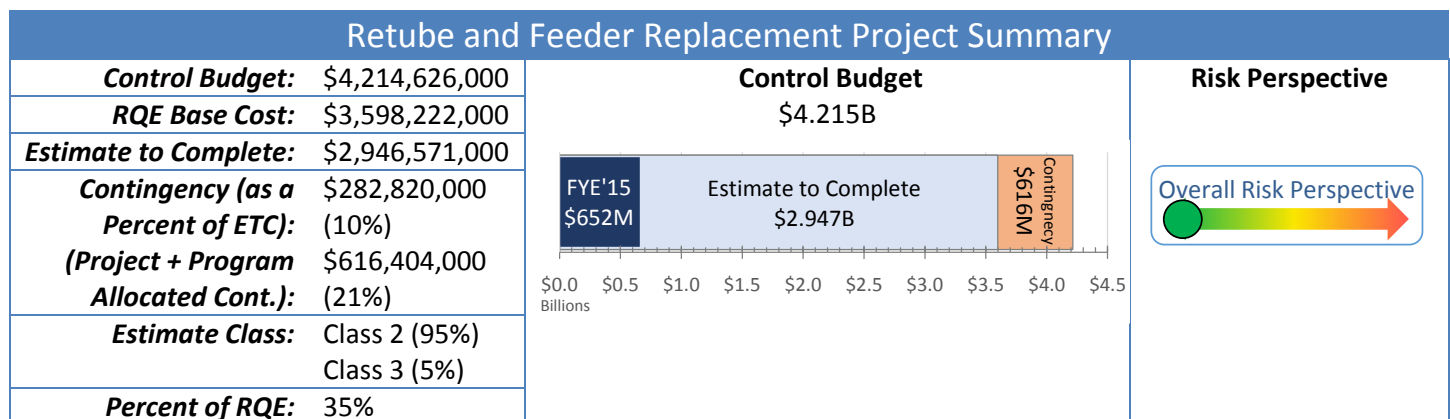 Retube and Feeder Replacement Project Summary
Control Budget: $4,214,626,000
RQE Base Cost: $3,598,222,000
Estimate to Complete: $2,946,571,000
Contingency (as a $282,820,000
Percent of ETC): (10%)
(Project + Program $616,404,000
Allocated Cont.): (21%)
Estimate Class: Class 2 (95%)
Class 3 (5%)
Percent of RQE: 35%
Control Budget
$4.215B
FYE'15
$652M
Estimate to Complete
$2.947B
Contingnecy
$616M
$0.0 $0.5 $1.0 $1.5 $2.0 $2.5 $3.0 $3.5 $4.0 $4.5
Billions
Risk Perspective
Overall Risk Perspective